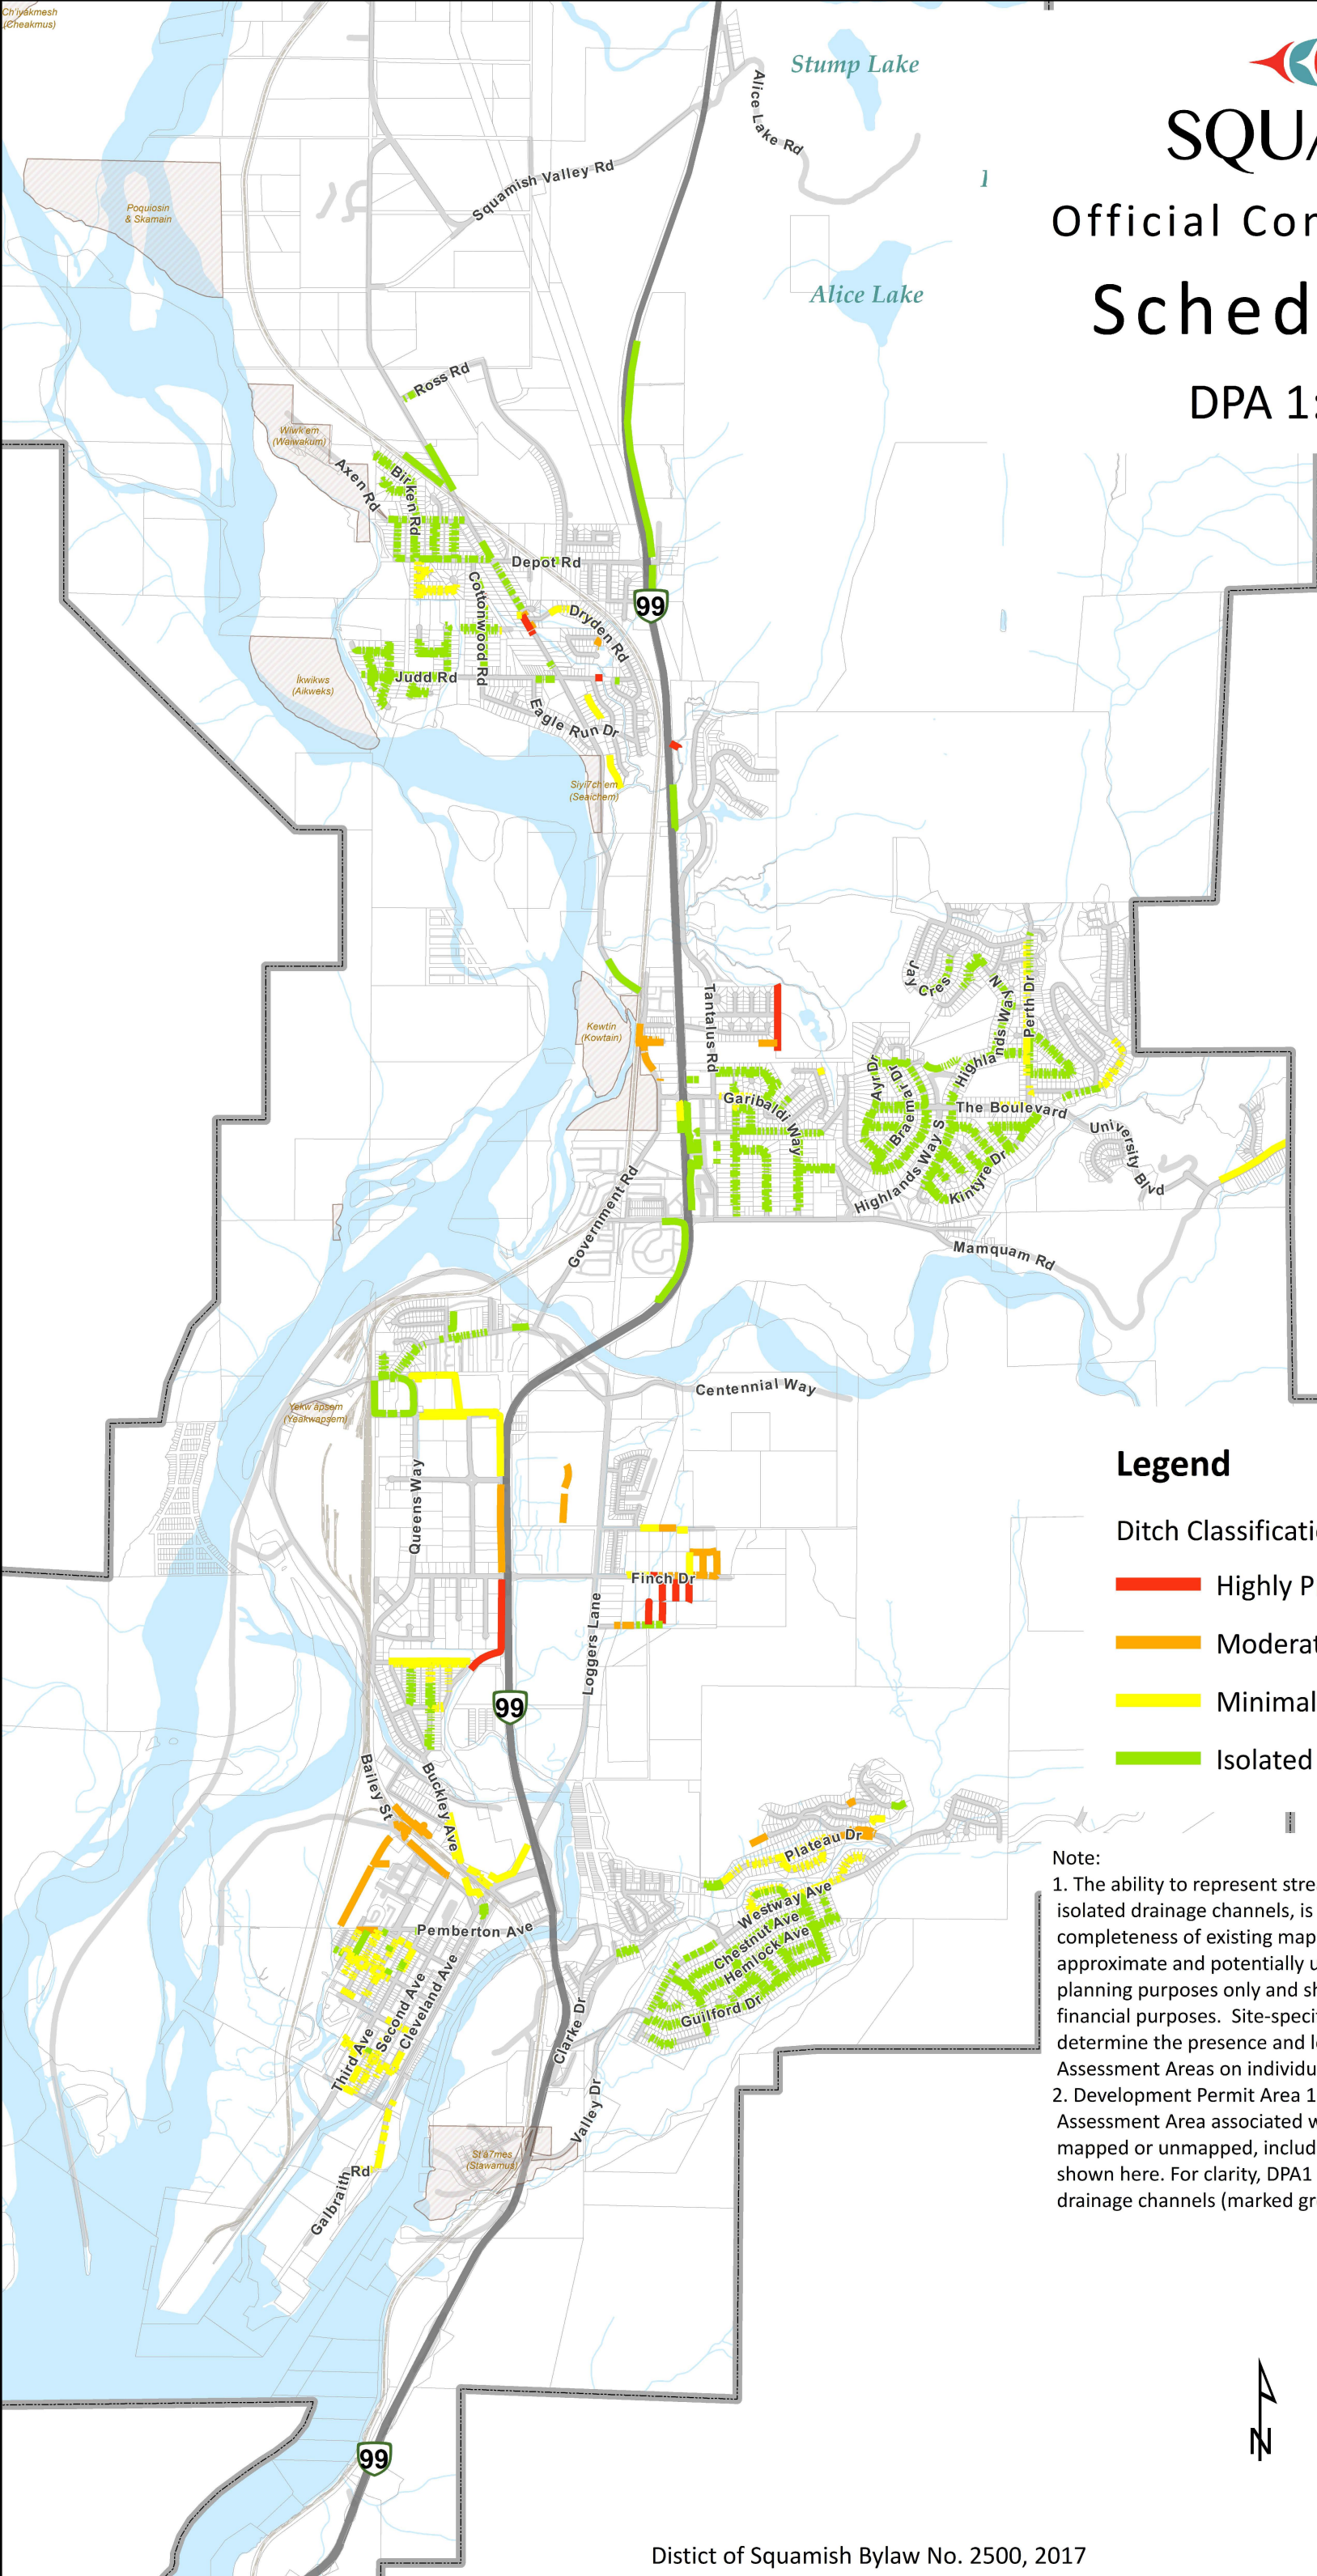 Ch'iyáḵmesh
(Cheakmus)
Stump Lake
Alice Lake Rd
SQUA
Squamish Valley Rd
Poquiosin
& Skamain
Official Con
Alice Lake
Sched
DPA 1:
Ross Rd
Wiwk'em
(Waiwakum)
Axen Rd
Birken Rd
Depot Rd
99
Cottonwood Rd
Dryden Rd
Íkwikws
(Aikweks)
Judd Rd
Eagle Run Dr
Siyi7ch'em
(Seaichem)
Jay
Cres
Highlands Way N
Perth Dr
Tantalus Rd
Kewtin
(Kowtain)
Ayr Dr
Braemar Dr
Garibaldi Way
The Boulevard
University Blvd
Highlands Way S
Kintyre Dr
Government Rd
Mamquam Rd
Centennial Way
Yekw'apsem
(Yeakwapsem)
Queens Way
Legend
Ditch Classificati
Highly P
Moderat
Minimal
Isolated
Finch Dr
Loggers Lane
99
Bailey St
Buckley Ave
Plateau Dr
Westway Ave
Chestnut Ave
Hemlock Ave
Guilford Dr
Pemberton Ave
Second Ave
Cleveland Ave
Third Ave
Clarke Dr
Valley Dr
St'a7mes
(Stawamus)
Galbraith Rd
Note:
1. The ability to represent stre
isolated drainage channels, is
completeness of existing map
approximate and potentially u
planning purposes only and sh
financial purposes. Site-speci
determine the presence and l
Assessment Areas on individu
2. Development Permit Area 1
Assessment Area associated w
mapped or unmapped, includ
shown here. For clarity, DPA1
drainage channels (marked gr
N
99
Distict of Squamish Bylaw No. 2500, 2017